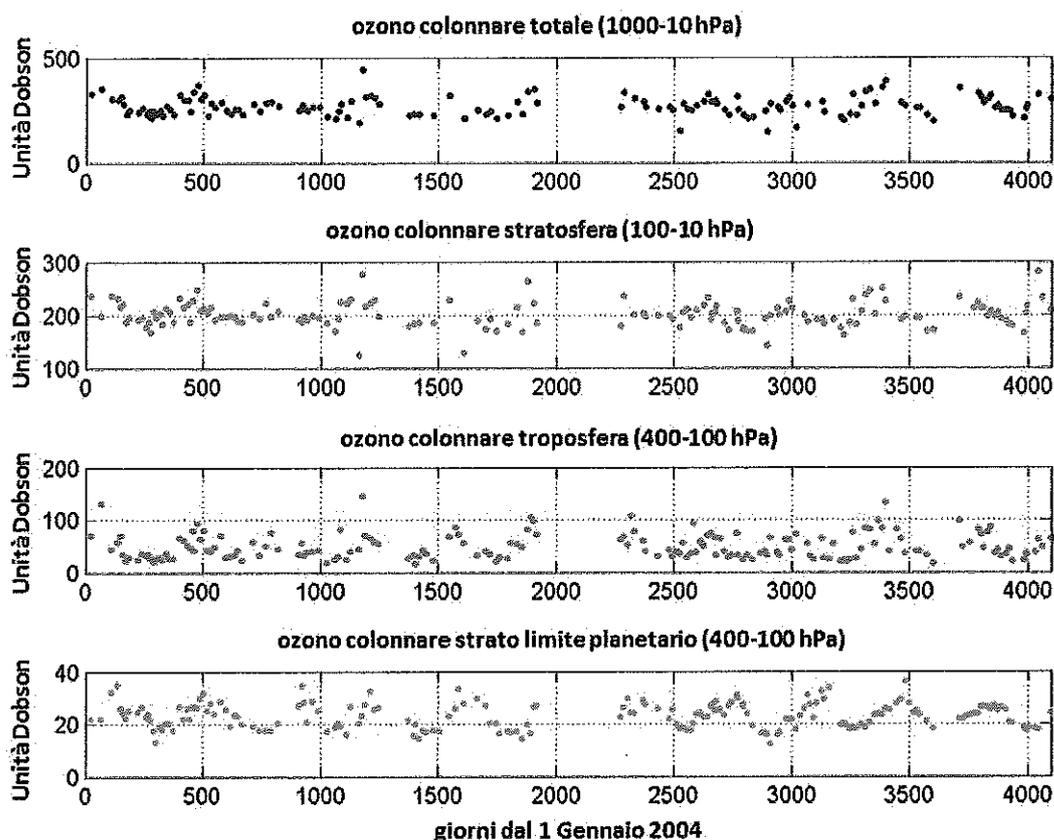 ozono colonnare totale (1000-10 hPa)
Unità Dobson
500
0
0 500 1000 1500 2000 2500 3000 3500 4000
ozono colonnare stratosfera (100-10 hPa)
Unità Dobson
300
200
100
0 500 1000 1500 2000 2500 3000 3500 4000
ozono colonnare troposfera (400-100 hPa)
Unità Dobson
200
100
0
0 500 1000 1500 2000 2500 3000 3500 4000
ozono colonnare strato limite planetario (400-100 hPa)
Unità Dobson
40
20
0
0 500 1000 1500 2000 2500 3000 3500 4000
giorni dal 1 Gennaio 2004